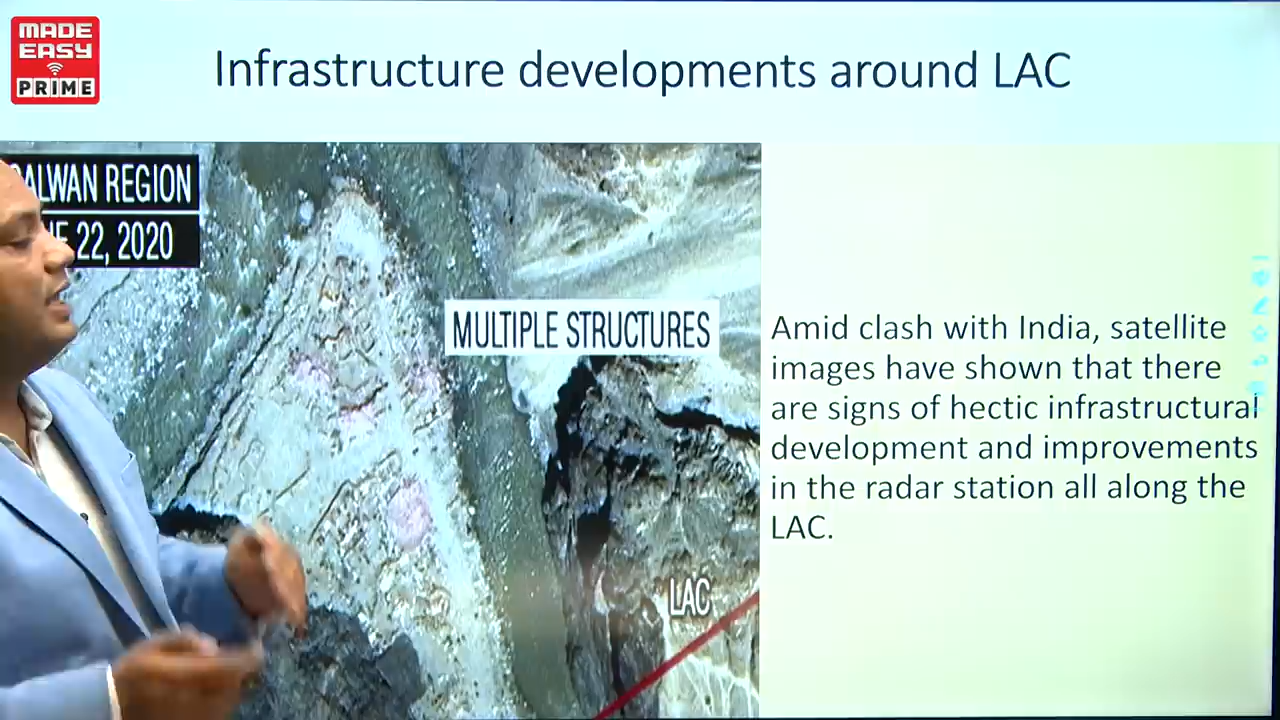 MADE
EASY
PRIME
Infrastructure developments around LAC
ALWAN REGION
22, 2020
MULTIPLE STRUCTURES
LAC
Amid clash with India, satellite
images have shown that there
are signs of hectic infrastructural
development and improvements
in the radar station all along the
LAC.